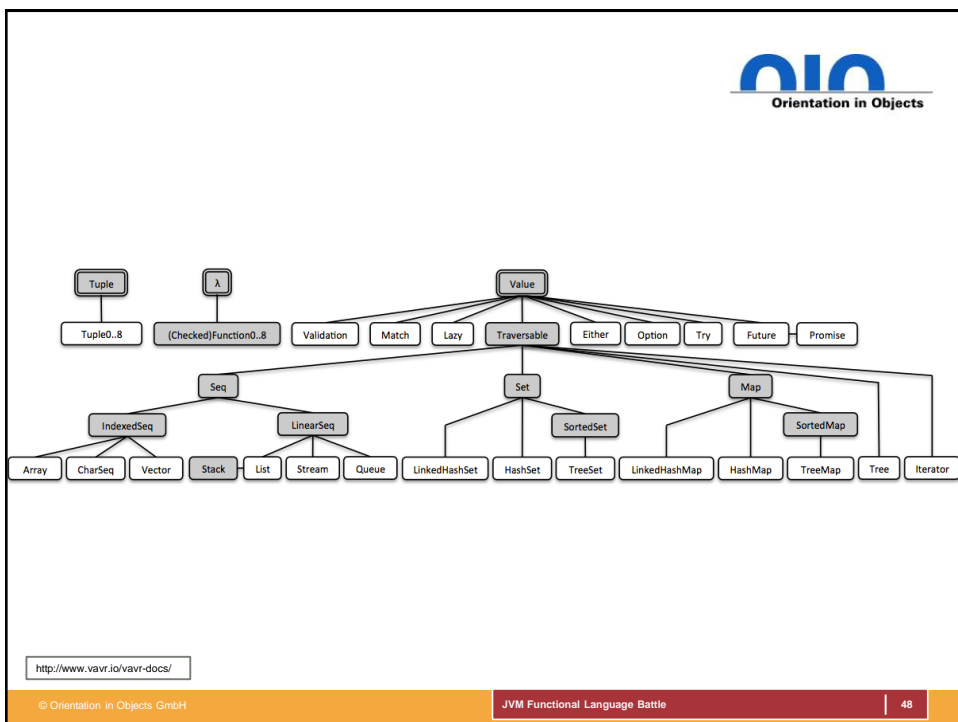 OIO
Orientation in Objects
Tuple λ Value
Tuple0..8 (Checked)Function0..8 Validation Match Lazy Traversable Either Option Try Future Promise
Seq Set Map
IndexedSeq LinearSeq SortedSet SortedMap
Array CharSeq Vector Stack List Stream Queue LinkedHashSet HashSet TreeSet LinkedHashMap HashMap TreeMap Tree Iterator
http://www.vavr.io/vavr-docs/
© Orientation in Objects GmbH JVM Functional Language Battle 48